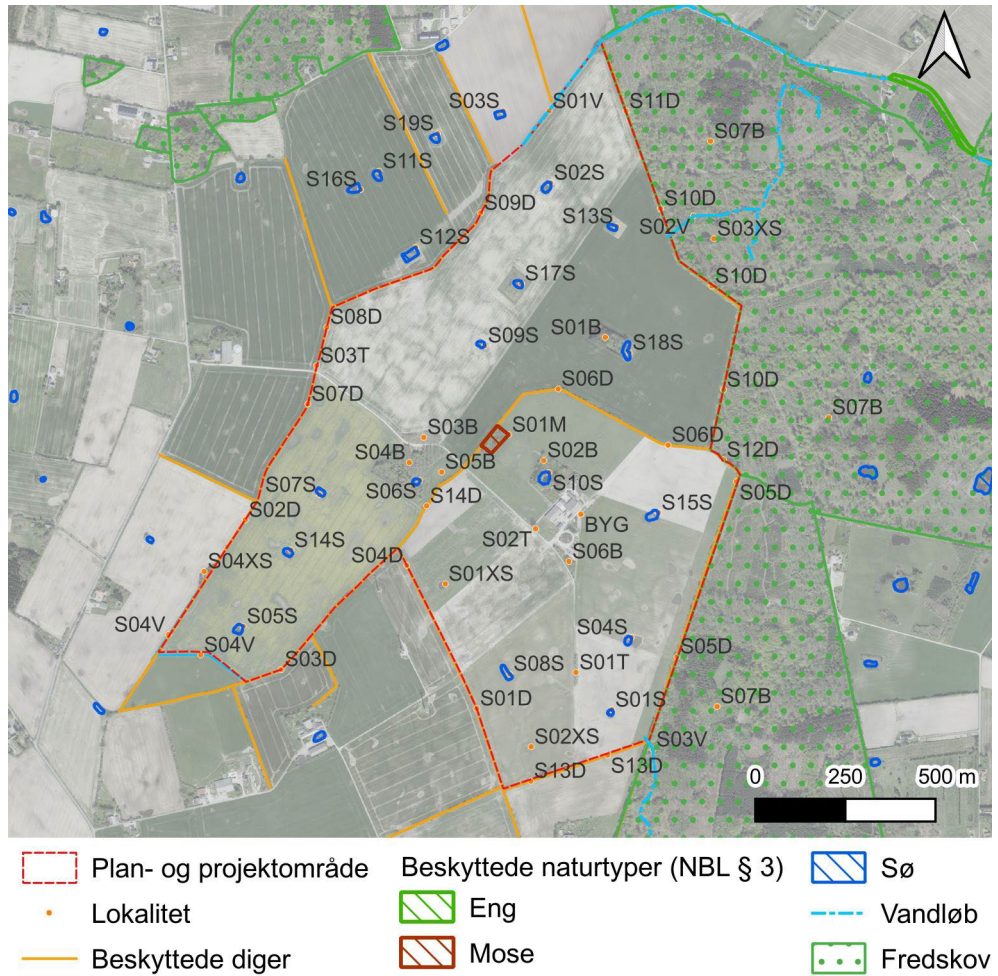 S01V
S11D
S03S
S07B
S19S
S11S
S16S
S02S
S09D
S10D
S13S
S02V
S03XS
S12S
S17S
S10D
S08D
S01B
S09S
S18S
S03T
S06D
S10D
S07D
S07B
S03B
S01M
S06D
S04B
S02B
S12D
S05B
S06S
S10S
S05D
S07S
S14D
S15S
S02D
BYG
S02T
S14S
S04D
S06B
S04XS
S01XS
S05S
S04S
S04V
S04V
S05D
S03D
S08S
S01T
S01S
S07B
S01D
S02XS
S03V
S13D
S13D
0 250 500 m
Plan- og projektområde
Lokalitet
Beskyttede diger
Beskyttede naturtyper (NBL § 3)
Eng
Mose
Sø
Vandløb
Fredskov